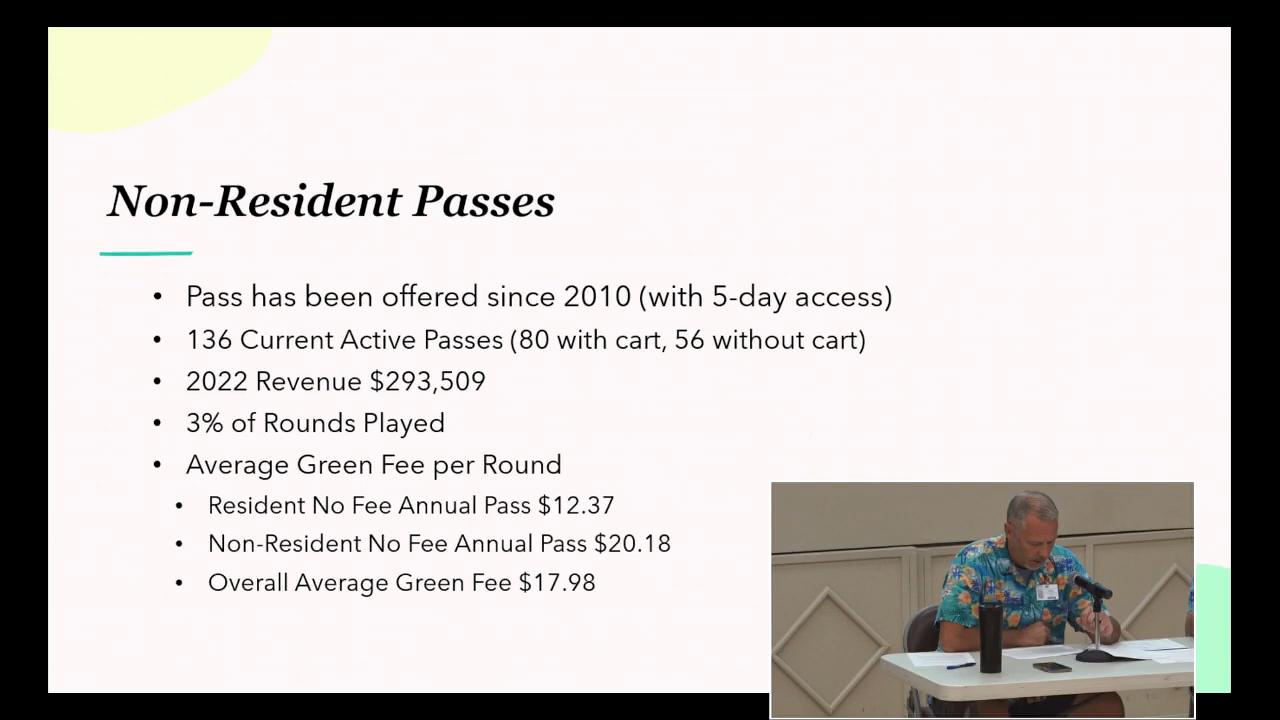 Non-Resident Passes
• Pass has been offered since 2010 (with 5-day access)
• 136 Current Active Passes (80 with cart, 56 without cart)
• 2022 Revenue $293,509
• 3% of Rounds Played
• Average Green Fee per Round
• Resident No Fee Annual Pass $12.37
• Non-Resident No Fee Annual Pass $20.18
• Overall Average Green Fee $17.98